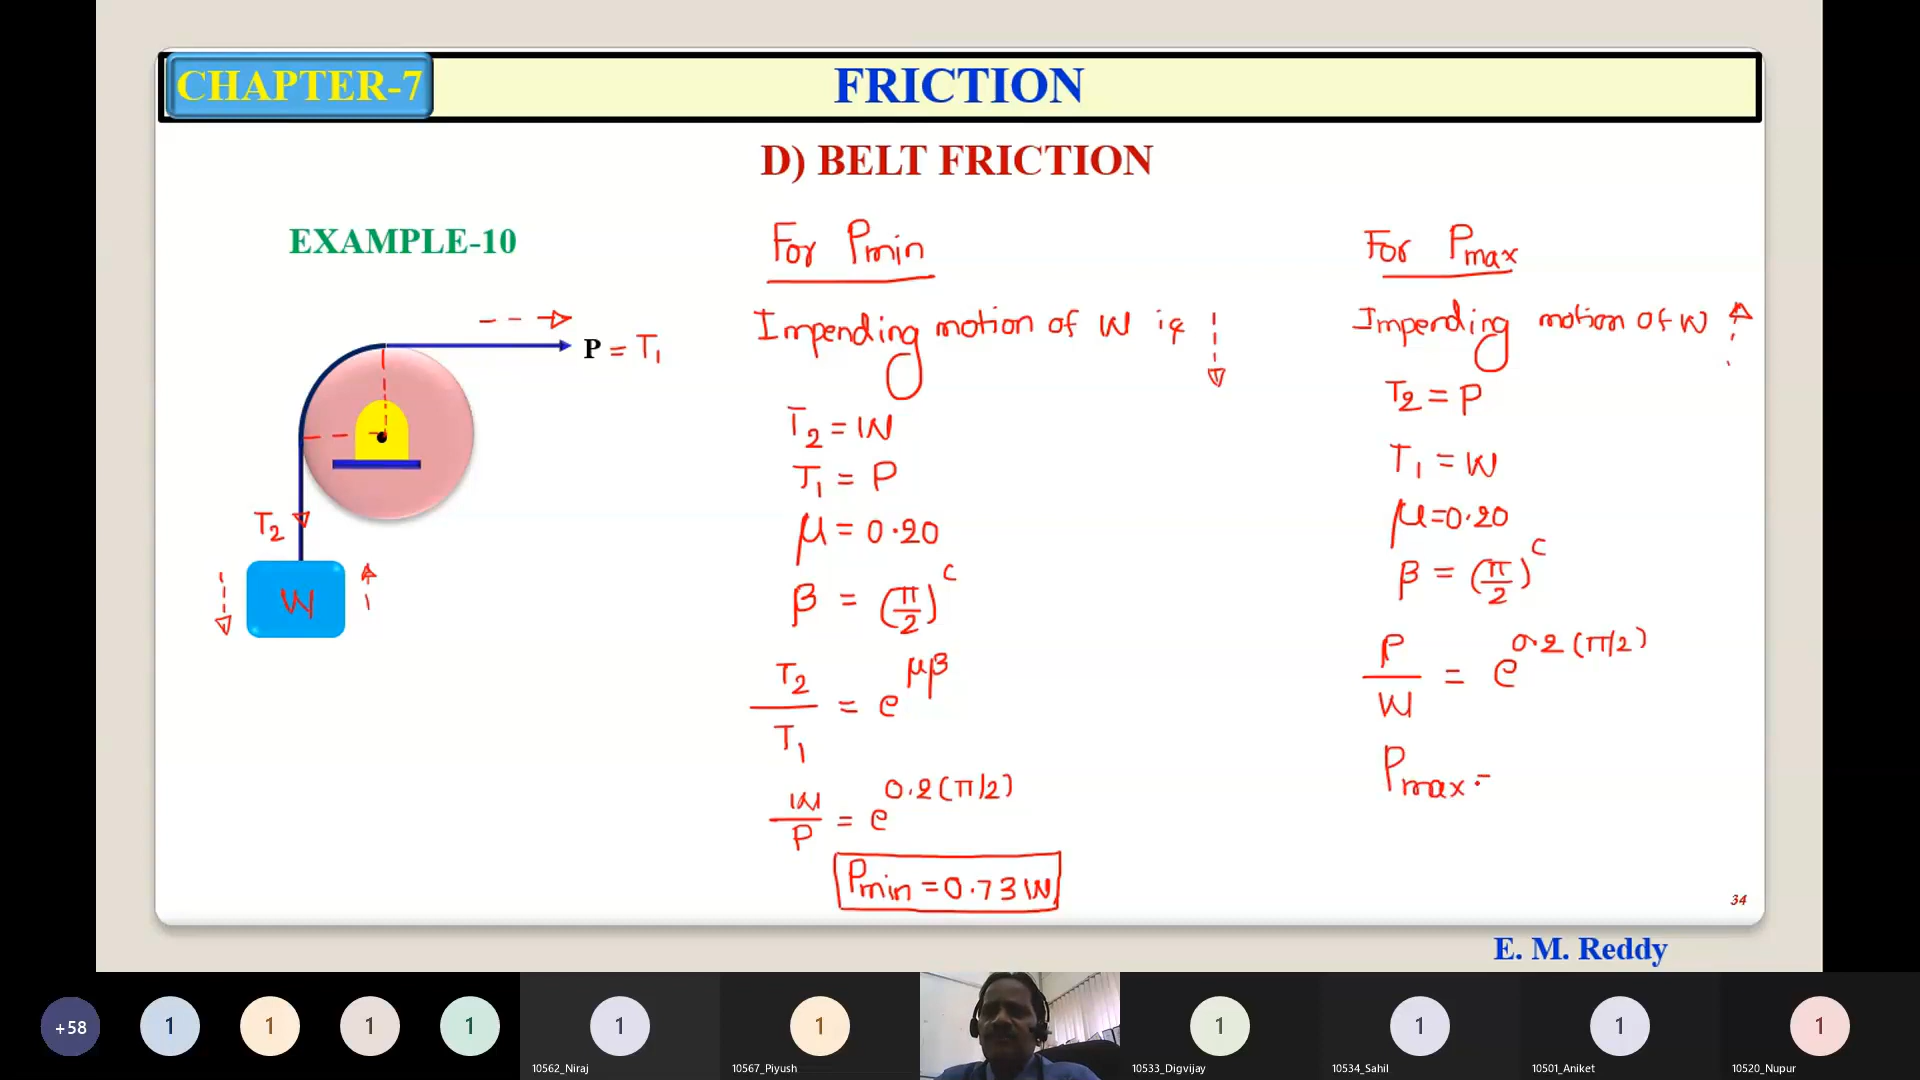 CHAPTER-7
FRICTION
D) BELT FRICTION
EXAMPLE-10
P = T1
T2
W
For Pmin
Impending motion of W is
T2 = W
T1 = P
μ = 0.20
β = (π/2)^c
T2/T1 = e^μβ
W/P = e^0.2(π/2)
Pmin = 0.73W
For Pmax
Impending motion of W
T2 = P
T1 = W
μ=0.20
β = (π/2)^c
P/W = e^0.2(π/2)
Pmax =
34
E. M. Reddy
+58
1
1
1
1
1
1
1
1
1
1
10562_Niraj
10567_Piyush
10533_Digvijay
10534_Sahil
10501_Aniket
10520_Nupur